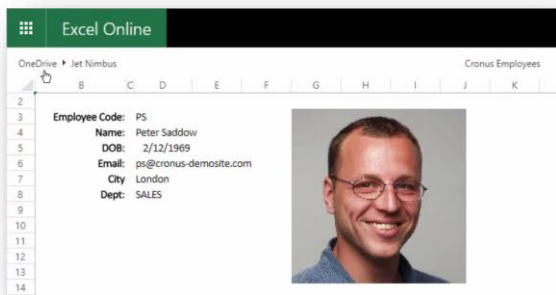 Excel Online
OneDrive ▸ Jet Nimbus Cronus Employees
B C D E F G H I J K
2
3 Employee Code: PS
4 Name: Peter Saddow
5 DOB: 2/12/1969
6 Email: ps@cronus-demosite.com
7 City London
8 Dept: SALES
9
10
11
12
13
14